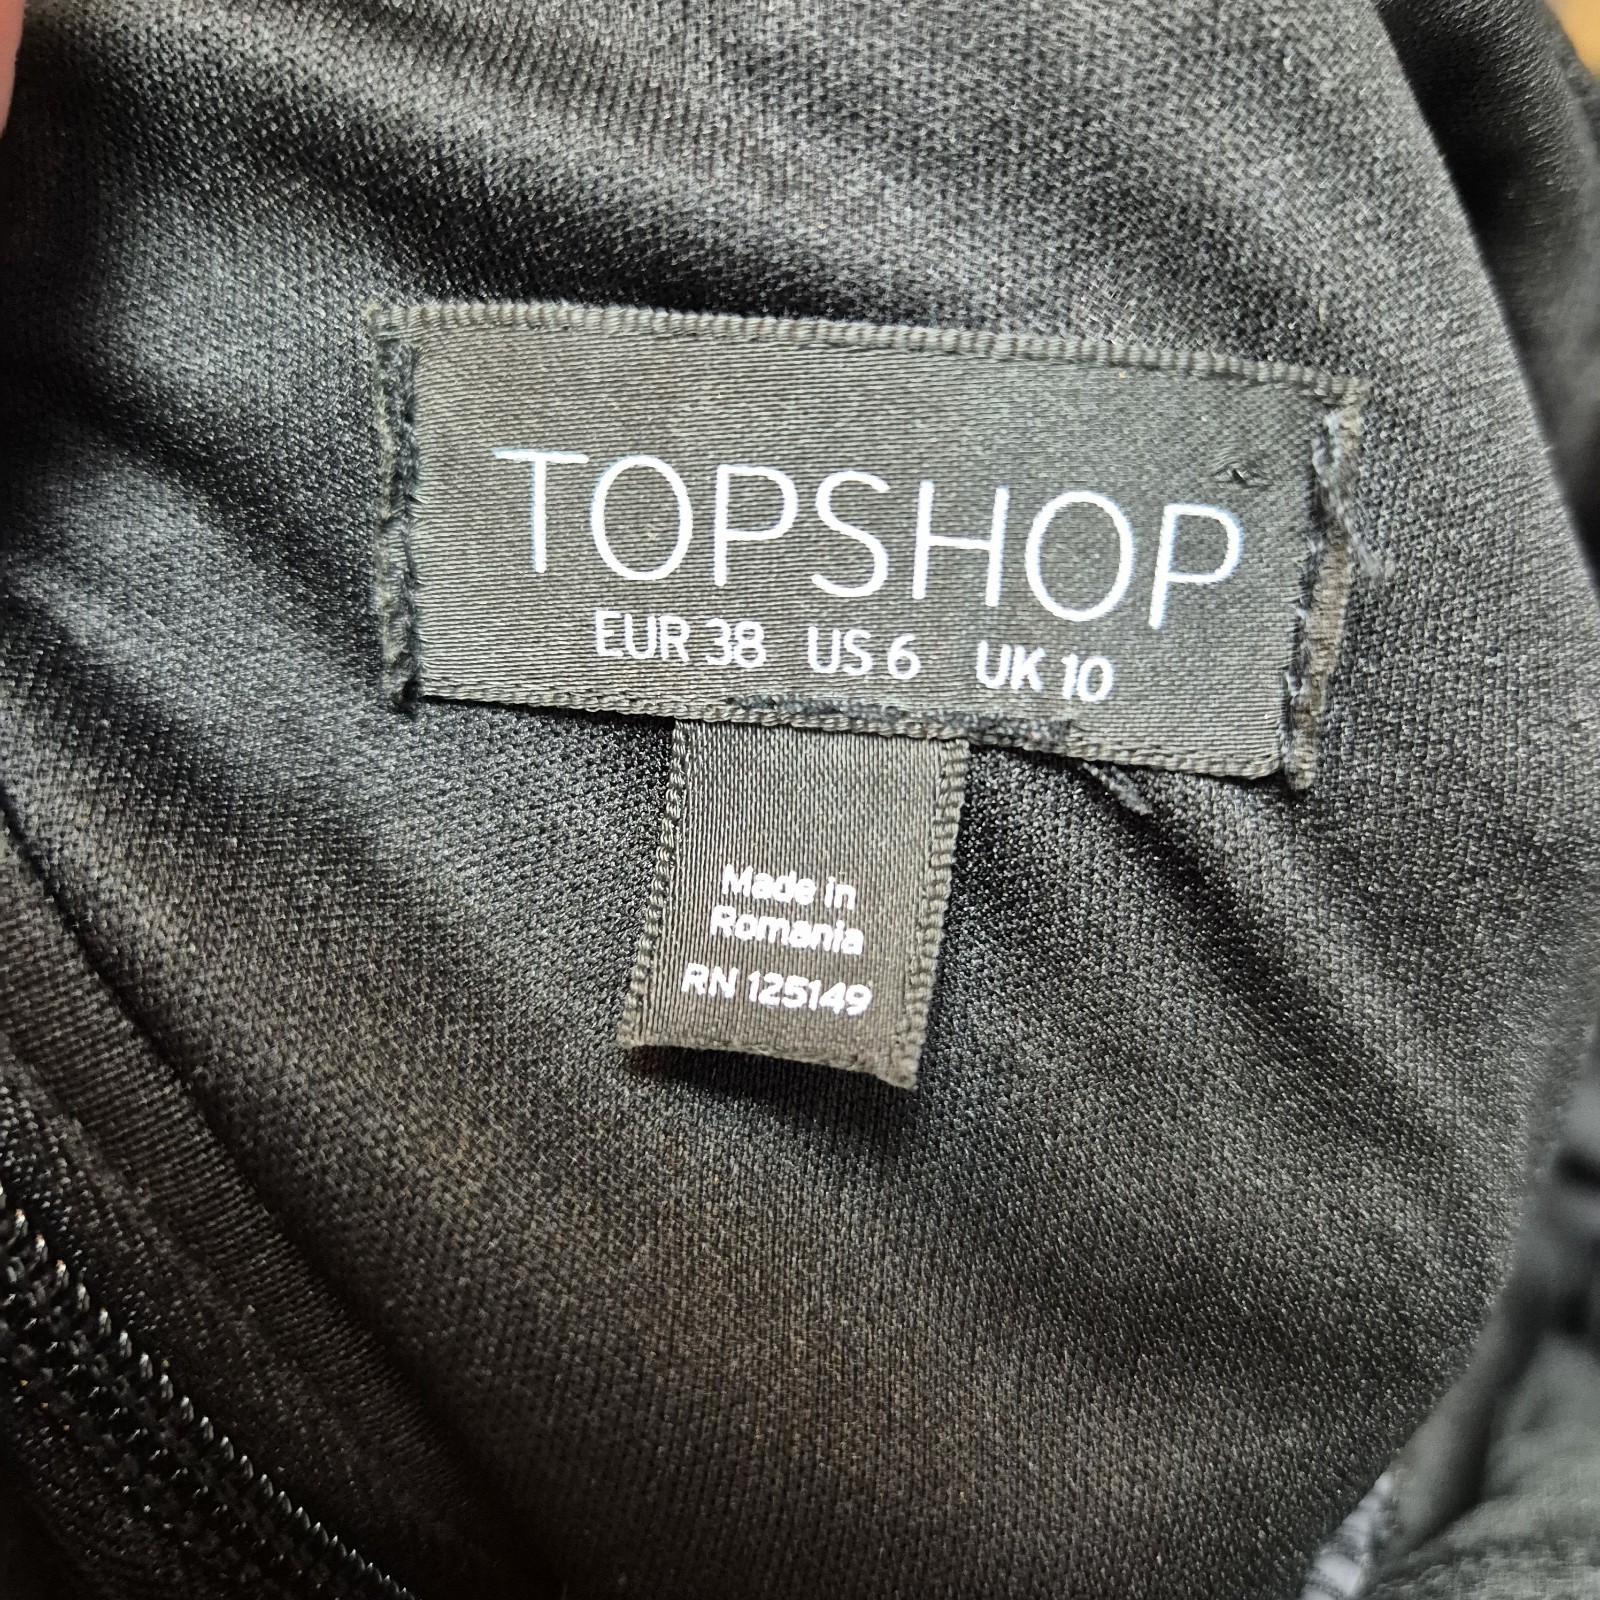 TOPSHOP
EUR 38 US 6 UK 10
Made in
Romania
RN 125149